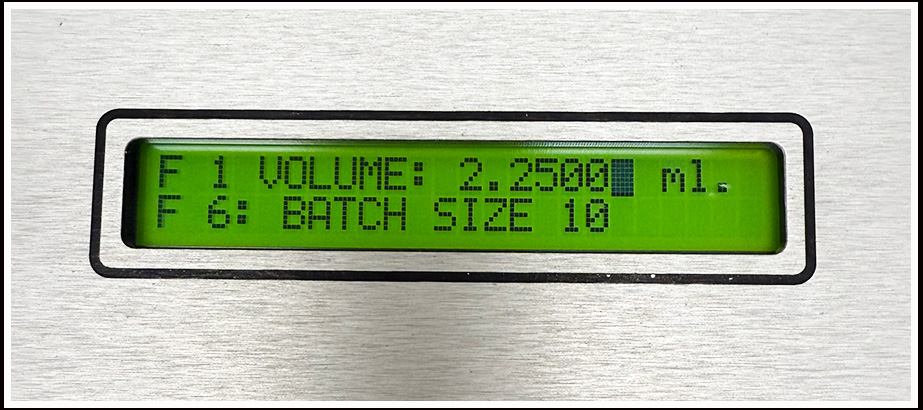 F 1 VOLUME: 2.2500█ ml.
F 6: BATCH SIZE 10